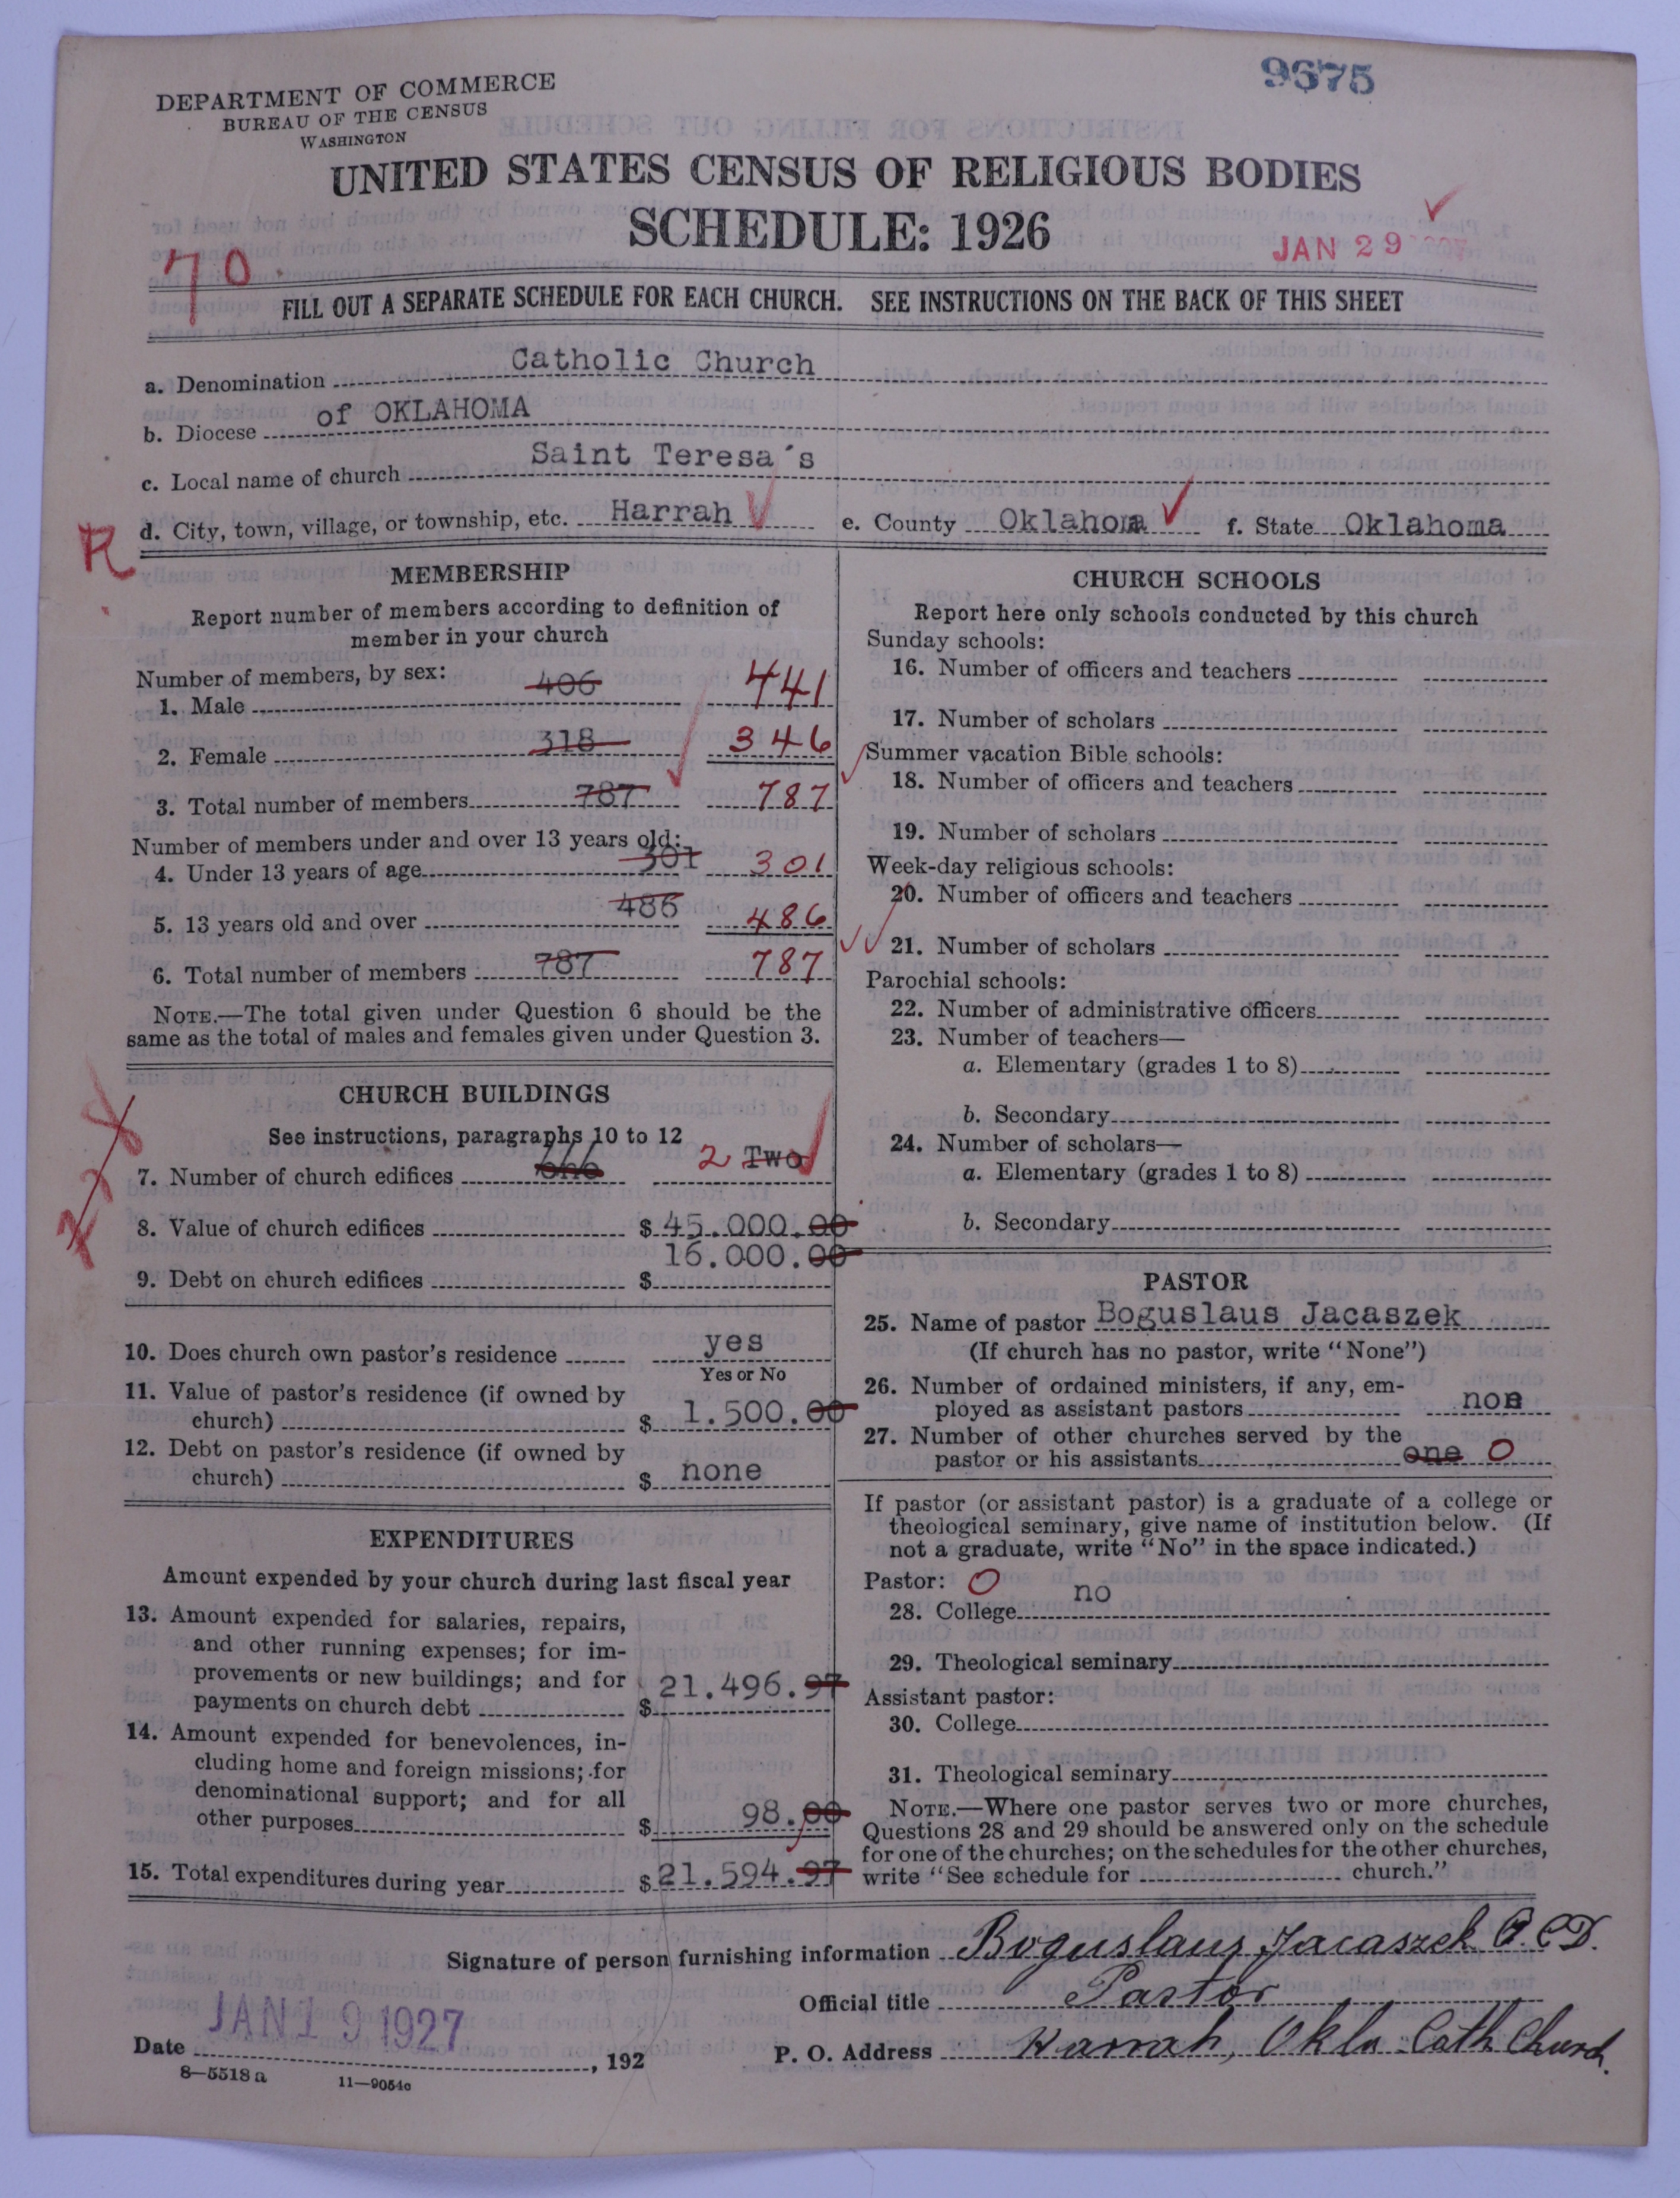 9675
DEPARTMENT OF COMMERCE
BUREAU OF THE CENSUS
WASHINGTON
UNITED STATES CENSUS OF RELIGIOUS BODIES
SCHEDULE: 1926
JAN 29
70
FILL OUT A SEPARATE SCHEDULE FOR EACH CHURCH. SEE INSTRUCTIONS ON THE BACK OF THIS SHEET
a. Denomination Catholic Church
b. Diocese of OKLAHOMA
c. Local name of church Saint Teresa's
R d. City, town, village, or township, etc. Harrah e. County Oklahoma f. State Oklahoma
MEMBERSHIP
Report number of members according to definition of
member in your church
Number of members, by sex:
1. Male 406 441
2. Female 318 346
3. Total number of members 787 787
Number of members under and over 13 years old:
4. Under 13 years of age 301 301
5. 13 years old and over 486 486
6. Total number of members 787 787
NOTE.—The total given under Question 6 should be the
same as the total of males and females given under Question 3.
CHURCH BUILDINGS
See instructions, paragraphs 10 to 12
7. Number of church edifices 2 Two
8. Value of church edifices $ 45.000.00
16.000.00
9. Debt on church edifices $
10. Does church own pastor's residence yes
Yes or No
11. Value of pastor's residence (if owned by
church) $ 1.500.00
12. Debt on pastor's residence (if owned by
church) $ none
EXPENDITURES
Amount expended by your church during last fiscal year
13. Amount expended for salaries, repairs,
and other running expenses; for im-
provements or new buildings; and for
payments on church debt $ 21.496.97
14. Amount expended for benevolences, in-
cluding home and foreign missions; for
denominational support; and for all
other purposes $ 98.00
15. Total expenditures during year $ 21.594.97
CHURCH SCHOOLS
Report here only schools conducted by this church
Sunday schools:
16. Number of officers and teachers
17. Number of scholars
Summer vacation Bible schools:
18. Number of officers and teachers
19. Number of scholars
Week-day religious schools:
20. Number of officers and teachers
21. Number of scholars
Parochial schools:
22. Number of administrative officers
23. Number of teachers—
a. Elementary (grades 1 to 8)
b. Secondary
24. Number of scholars—
a. Elementary (grades 1 to 8)
b. Secondary
PASTOR
25. Name of pastor Boguslaus Jacaszek
(If church has no pastor, write "None")
26. Number of ordained ministers, if any, em-
ployed as assistant pastors non
27. Number of other churches served by the
pastor or his assistants one 0
If pastor (or assistant pastor) is a graduate of a college or
theological seminary, give name of institution below. (If
not a graduate, write "No" in the space indicated.)
Pastor: 0
28. College no
29. Theological seminary
Assistant pastor:
30. College
31. Theological seminary
NOTE.—Where one pastor serves two or more churches,
Questions 28 and 29 should be answered only on the schedule
for one of the churches; on the schedules for the other churches,
write "See schedule for church."
Signature of person furnishing information Boguslaus Jacaszek O.C.D.
Official title Pastor
Date JAN 19 1927, 192
P. O. Address Harrah, Okla Cath Church.
8—5518 a 11—9054c